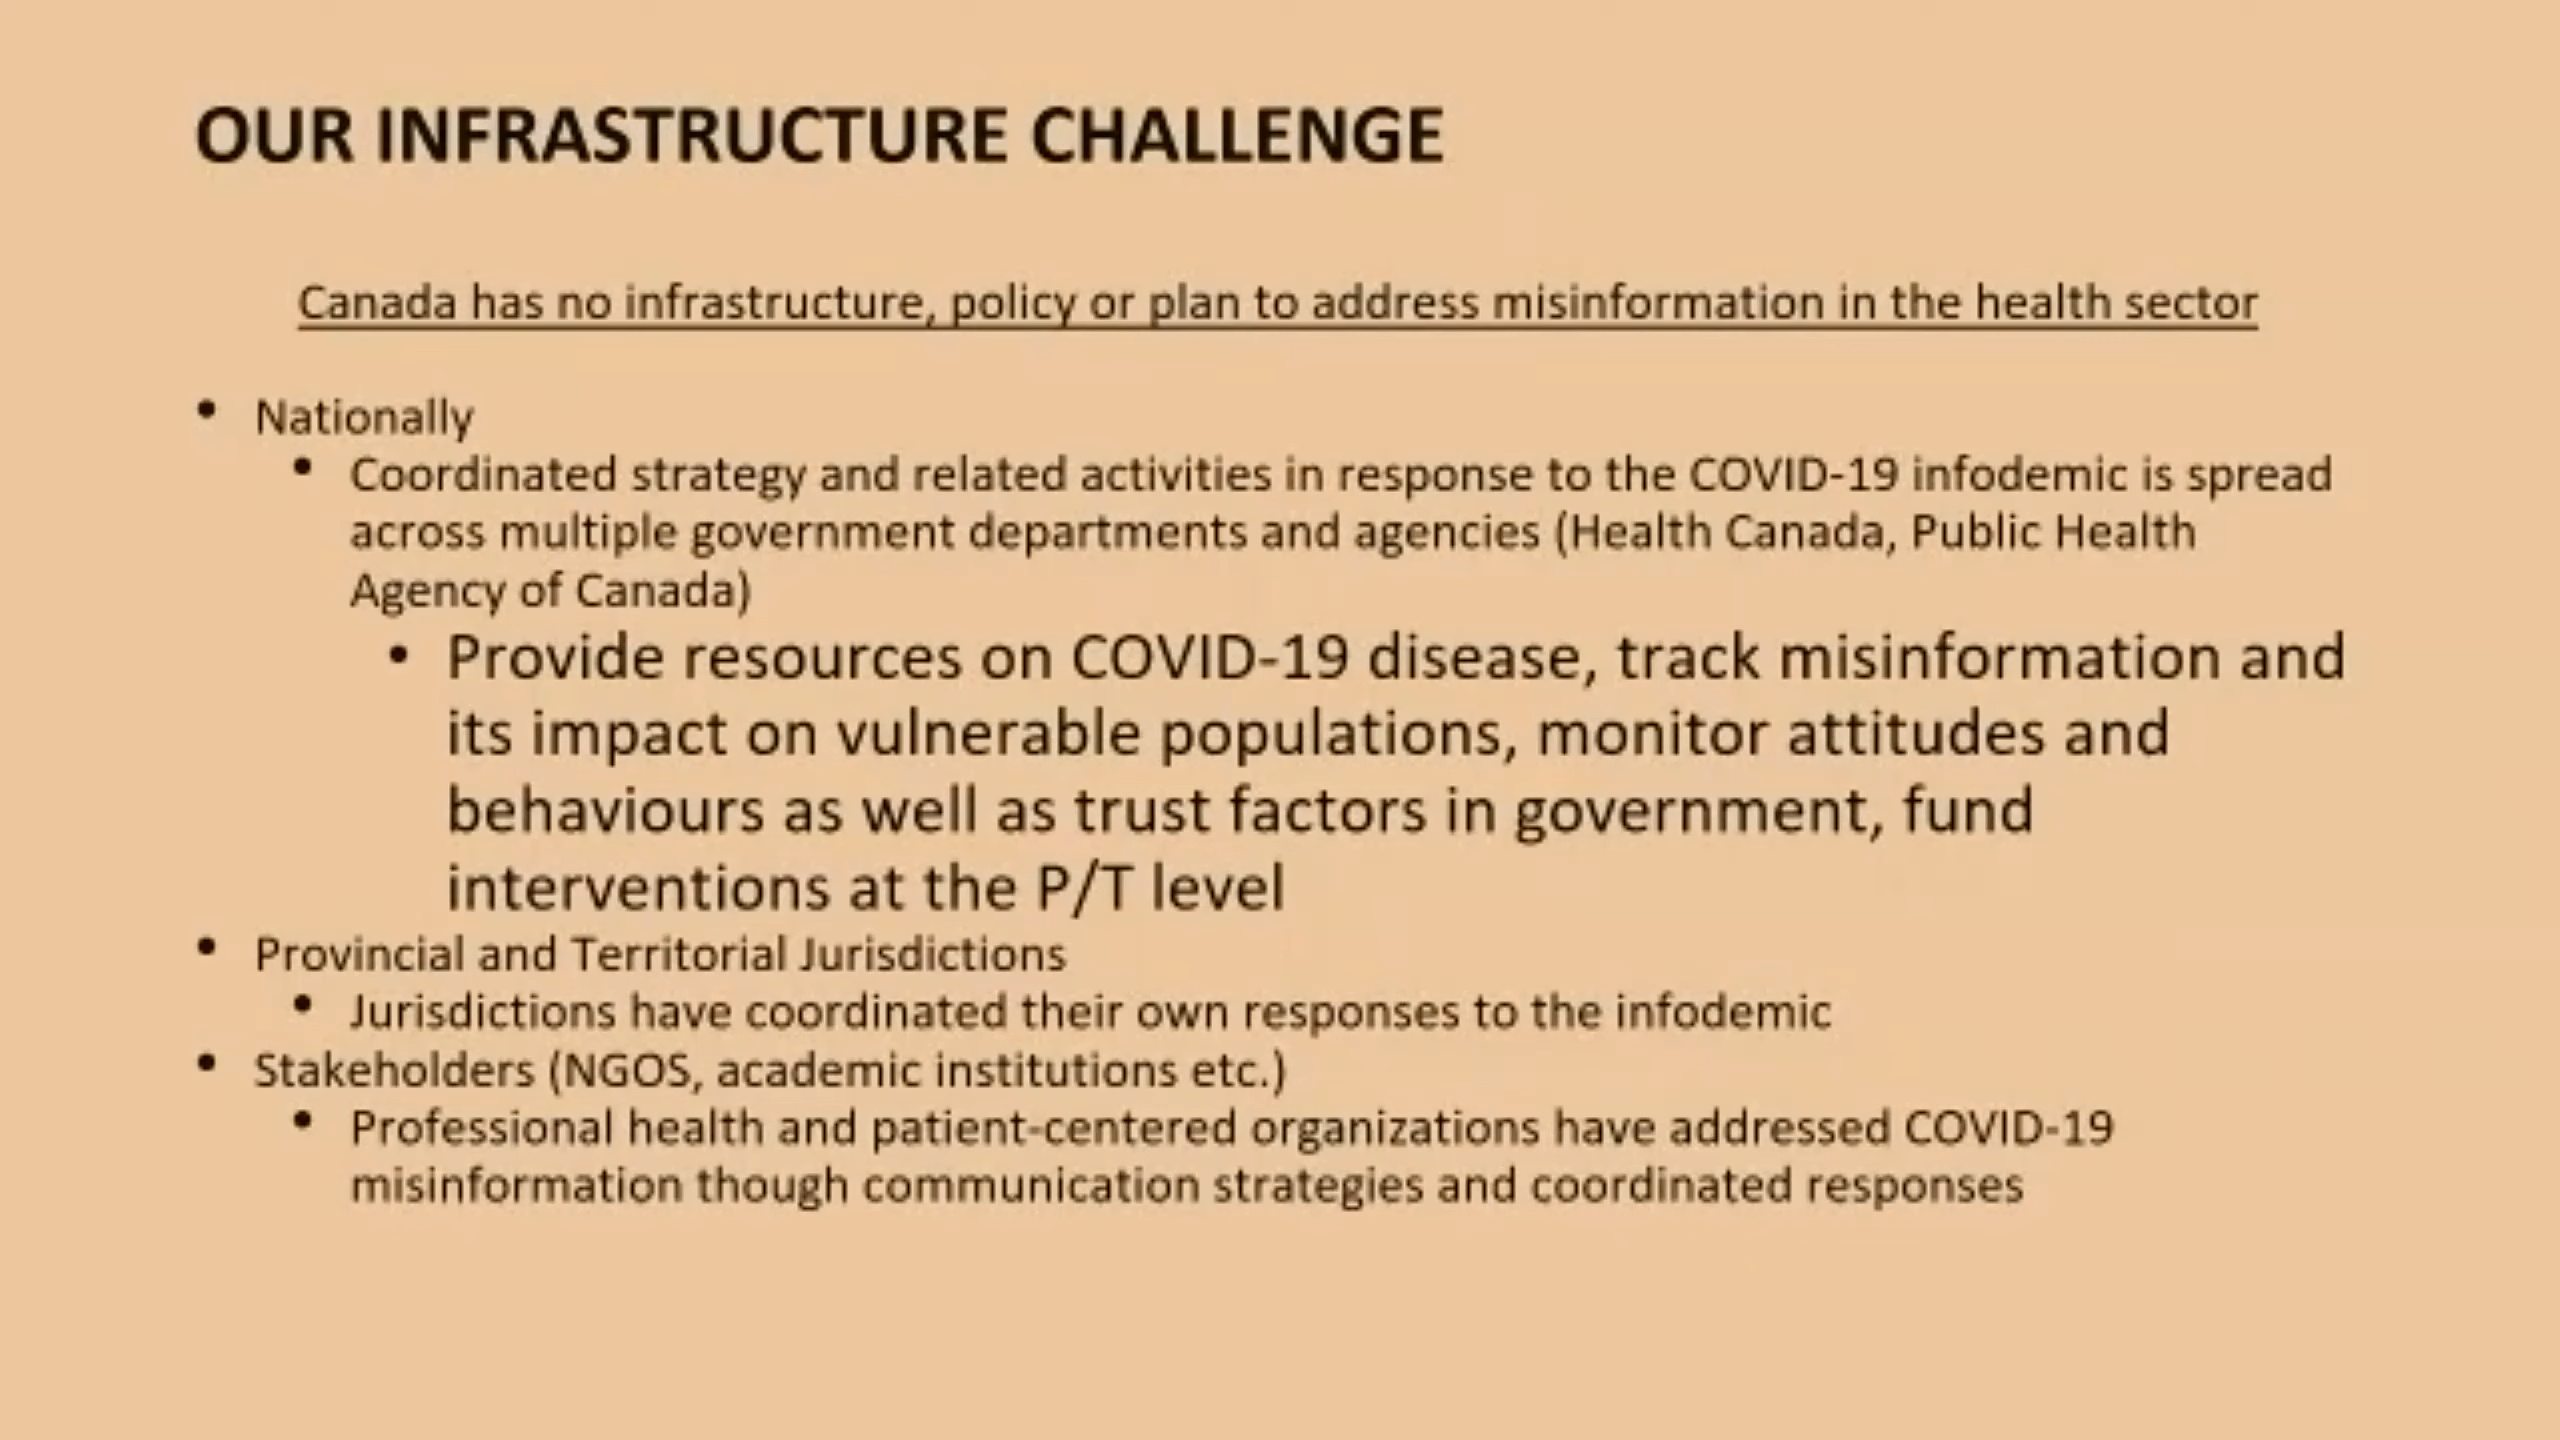 OUR INFRASTRUCTURE CHALLENGE
Canada has no infrastructure, policy or plan to address misinformation in the health sector
• Nationally
• Coordinated strategy and related activities in response to the COVID-19 infodemic is spread
across multiple government departments and agencies (Health Canada, Public Health
Agency of Canada)
• Provide resources on COVID-19 disease, track misinformation and
its impact on vulnerable populations, monitor attitudes and
behaviours as well as trust factors in government, fund
interventions at the P/T level
• Provincial and Territorial Jurisdictions
• Jurisdictions have coordinated their own responses to the infodemic
• Stakeholders (NGOS, academic institutions etc.)
• Professional health and patient-centered organizations have addressed COVID-19
misinformation though communication strategies and coordinated responses